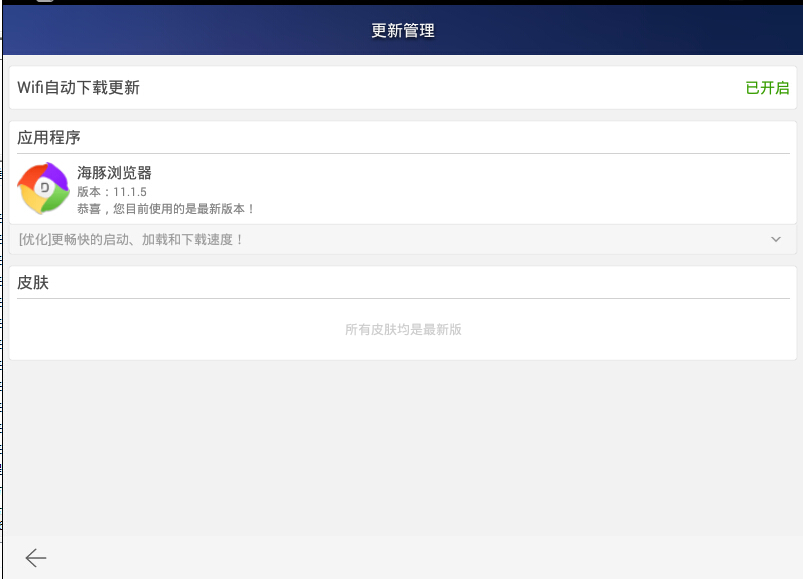 更新管理
Wifi自动下载更新
已开启
应用程序
D
海豚浏览器
版本：11.1.5
恭喜，您目前使用的是最新版本！
[优化]更畅快的启动、加载和下载速度！
皮肤
所有皮肤均是最新版